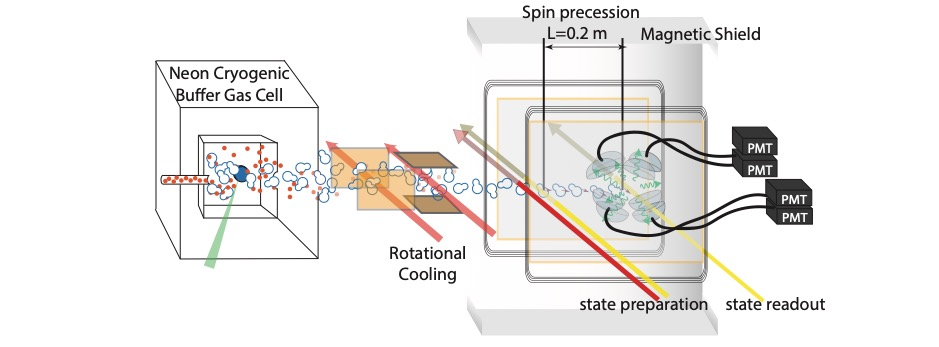 Spin precession
L=0.2 m
Magnetic Shield
Neon Cryogenic
Buffer Gas Cell
PMT
PMT
PMT
PMT
Rotational
Cooling
state preparation
state readout